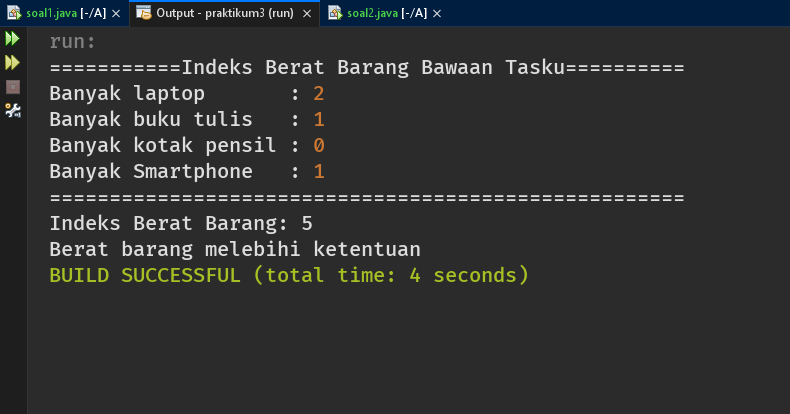 soal1.java [-/A] × Output - praktikum3 (run) × soal2.java [-/A] ×
run:
===========Indeks Berat Barang Bawaan Tasku==========
Banyak laptop       : 2
Banyak buku tulis   : 1
Banyak kotak pensil : 0
Banyak Smartphone   : 1
=====================================================
Indeks Berat Barang: 5
Berat barang melebihi ketentuan
BUILD SUCCESSFUL (total time: 4 seconds)